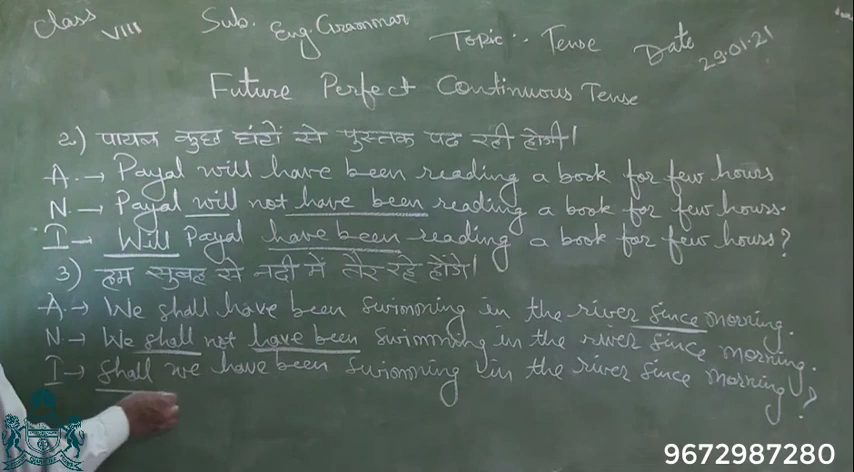 Class VIII Sub. Eng. Grammar Topic:- Tense Date 29.01.21
Future Perfect Continuous Tense
2) पायल कुछ घंटों से पुस्तक पढ रही होगी।
A. → Payal will have been reading a book for few hours
N → Payal will not have been reading a book for few hours.
I → Will Payal have been reading a book for few hours?
3) हम सुबह से नदी में तैर रहे होंगे।
A. → We shall have been swimming in the river since morning.
N → We shall not have been swimming in the river since morning.
I → Shall we have been swimming in the river since morning?
9672987280